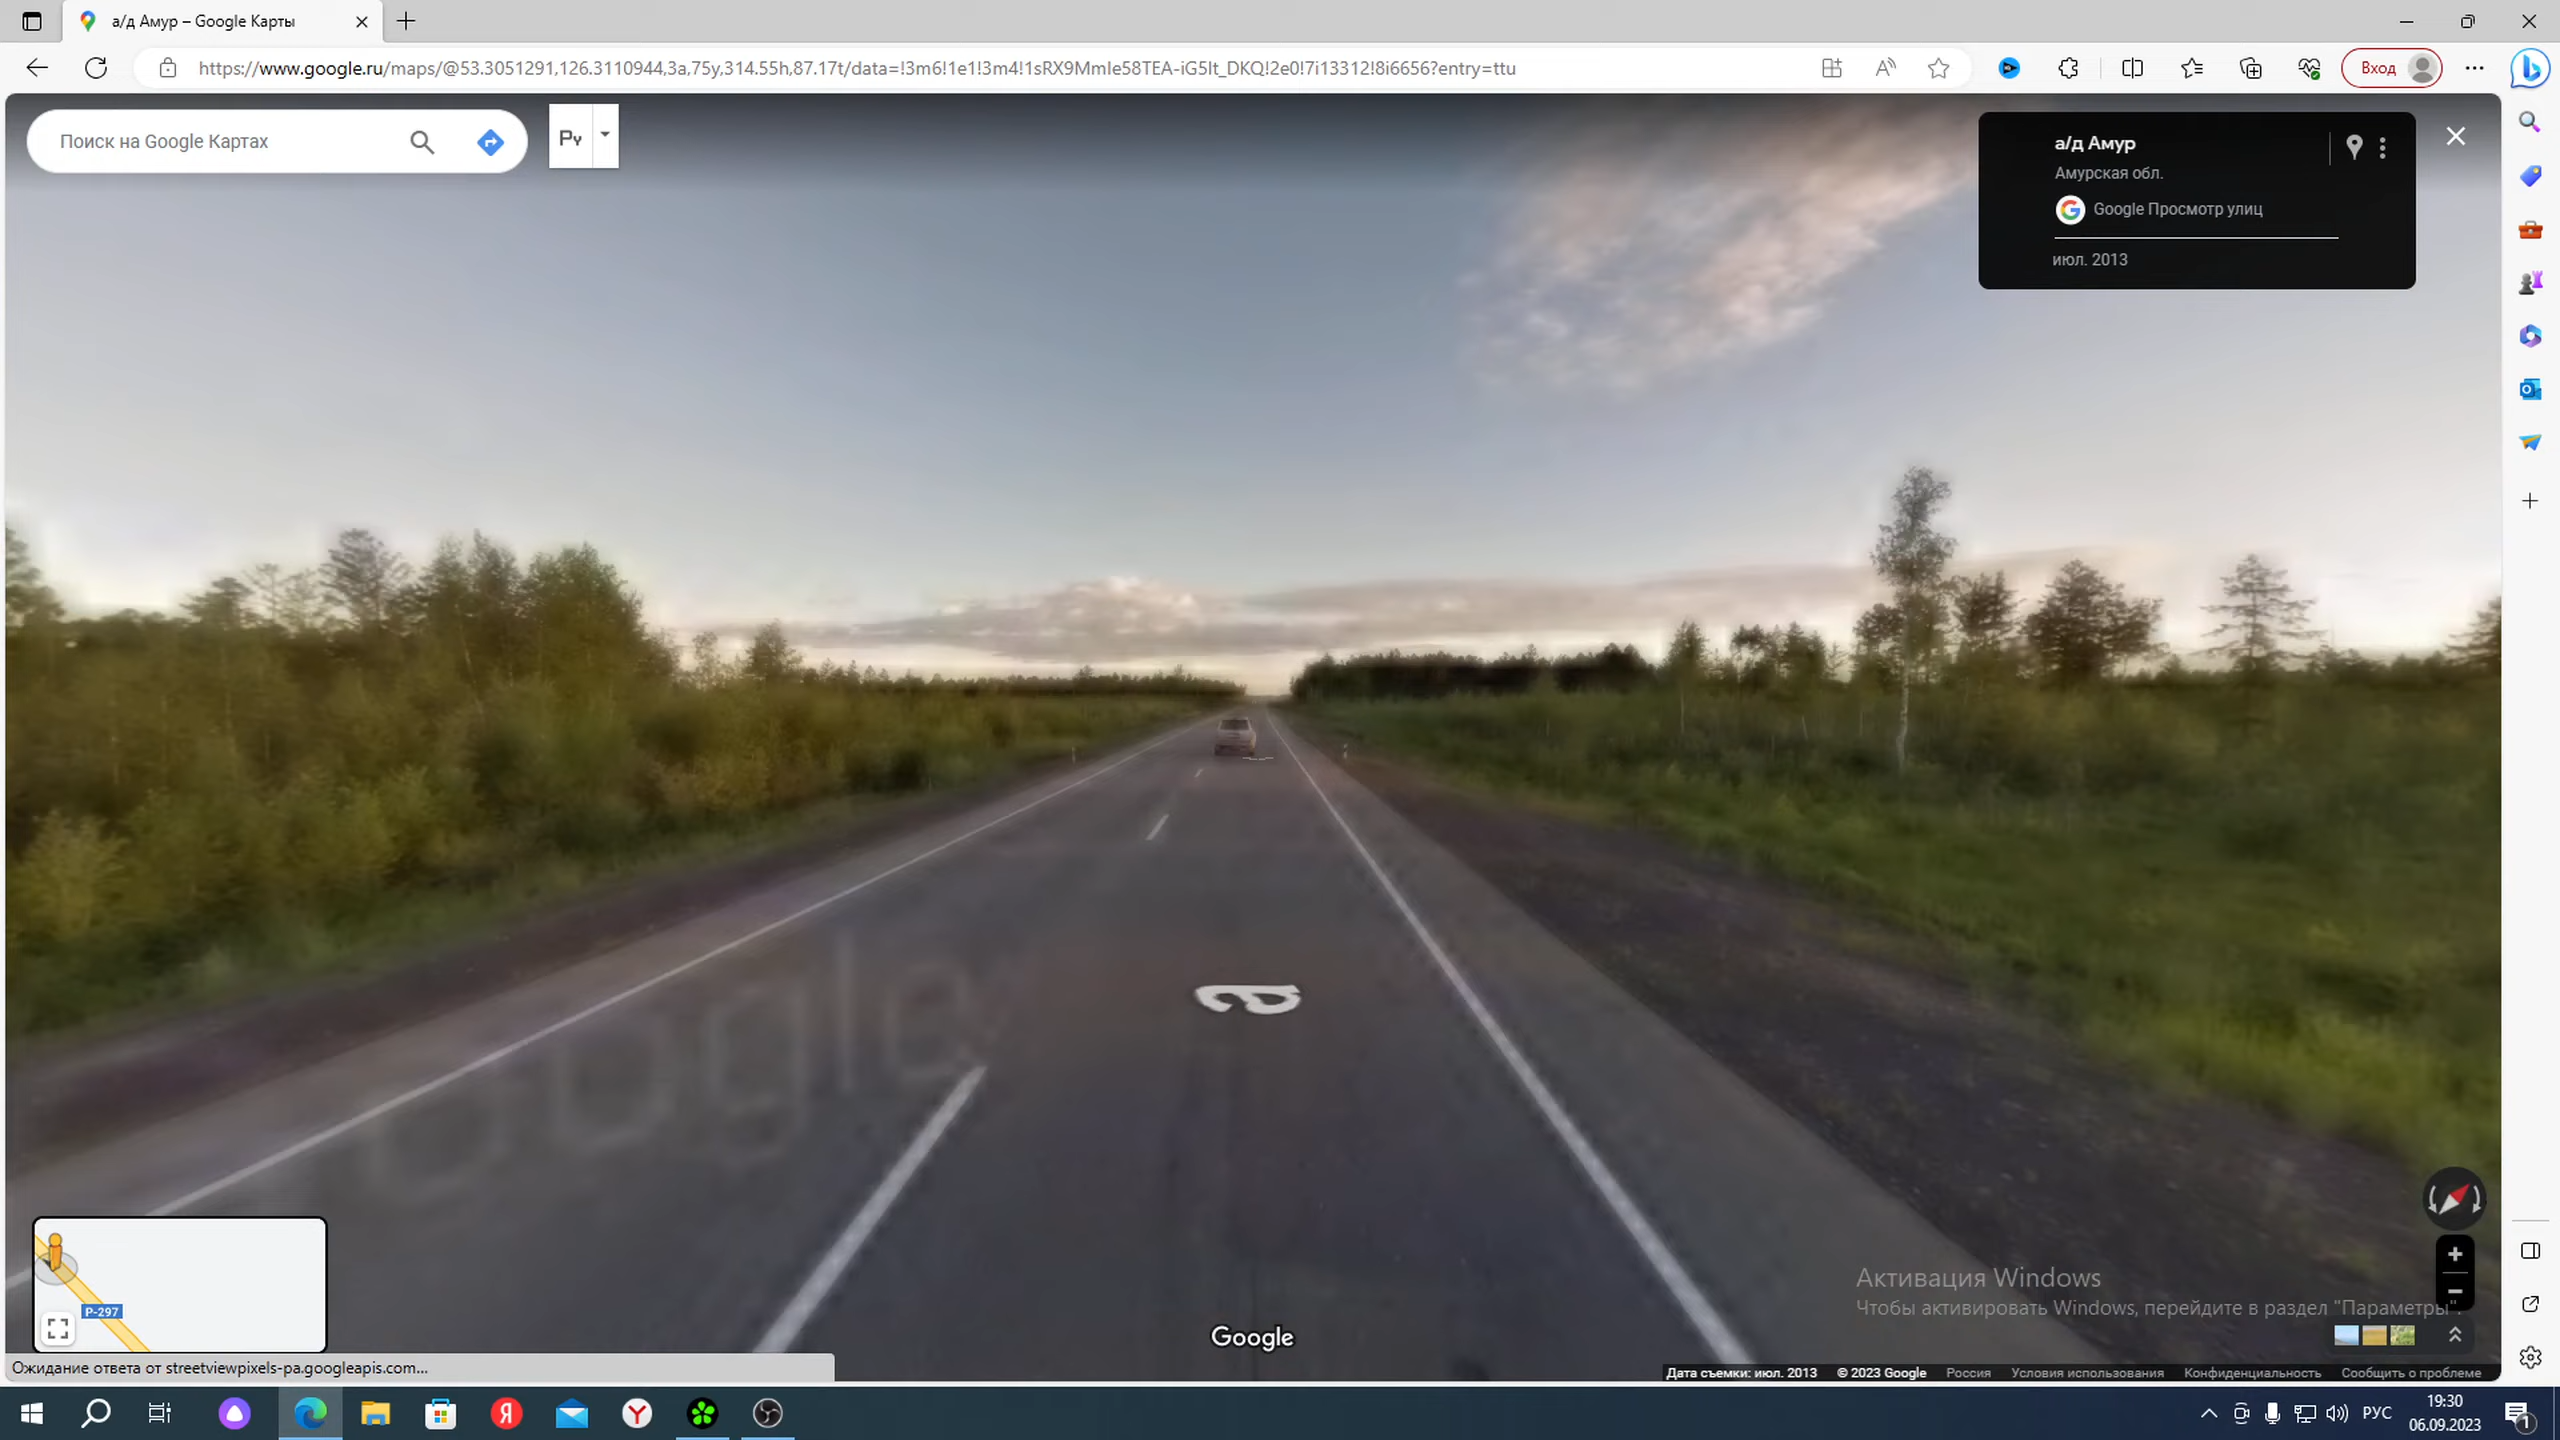 а/д Амур – Google Карты
https://www.google.ru/maps/@53.3051291,126.3110944,3a,75y,314.55h,87.17t/data=!3m6!1e1!3m4!1sRX9Mmle58TEA-iG5lt_DKQ!2e0!7i13312!8i6656?entry=ttu
Вход
Поиск на Google Картах
Ру
а/д Амур
Амурская обл.
Google Просмотр улиц
июл. 2013
a
Google
Р-297
Google
Активация Windows
Чтобы активировать Windows, перейдите в раздел "Параметры".
Ожидание ответа от streetviewpixels-pa.googleapis.com...
Дата съемки: июл. 2013 © 2023 Google Россия Условия использования Конфиденциальность Сообщить о проблеме
РУС
19:30
06.09.2023
1